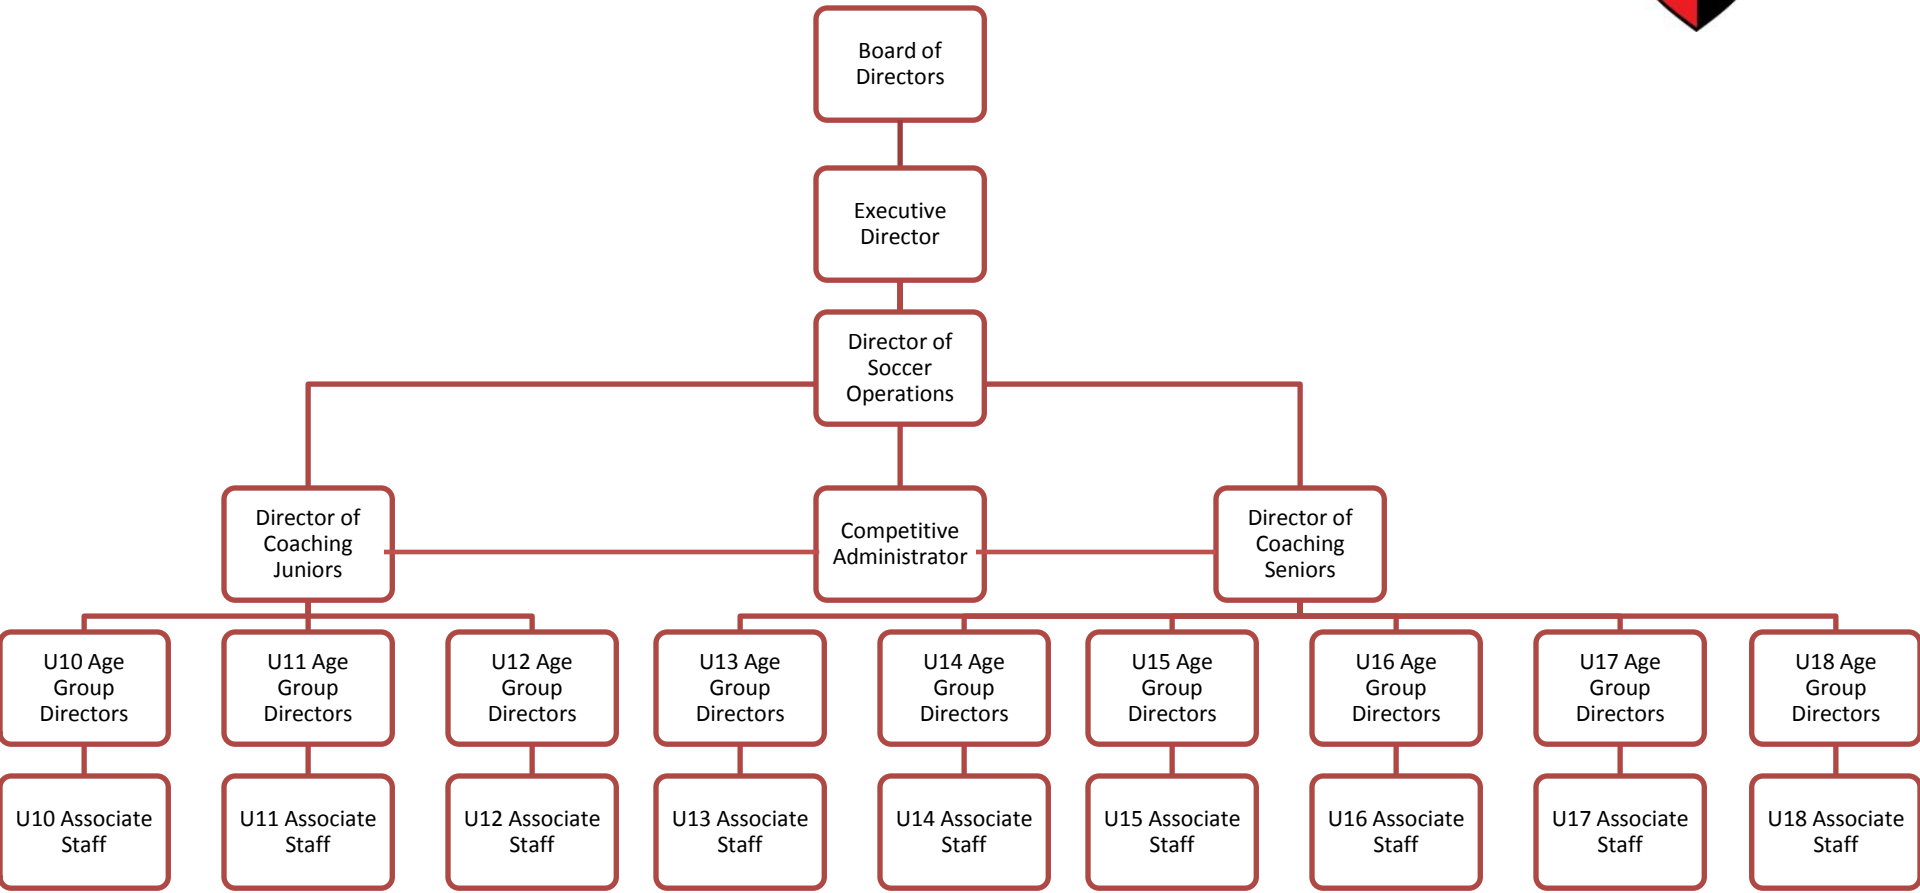 Board of
Directors
Executive
Director
Director of
Soccer
Operations
Director of
Coaching
Juniors
Competitive
Administrator
Director of
Coaching
Seniors
U10 Age
Group
Directors
U11 Age
Group
Directors
U12 Age
Group
Directors
U13 Age
Group
Directors
U14 Age
Group
Directors
U15 Age
Group
Directors
U16 Age
Group
Directors
U17 Age
Group
Directors
U18 Age
Group
Directors
U10 Associate
Staff
U11 Associate
Staff
U12 Associate
Staff
U13 Associate
Staff
U14 Associate
Staff
U15 Associate
Staff
U16 Associate
Staff
U17 Associate
Staff
U18 Associate
Staff